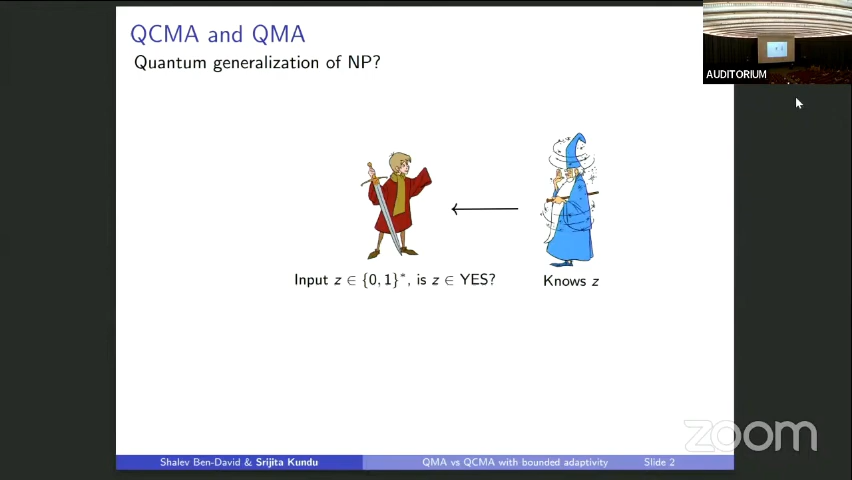 QCMA and QMA
Quantum generalization of NP?
AUDITORIUM
Input z ∈ {0, 1}*, is z ∈ YES?
Knows z
zoom
Shalev Ben-David & Srijita Kundu
QMA vs QCMA with bounded adaptivity
Slide 2